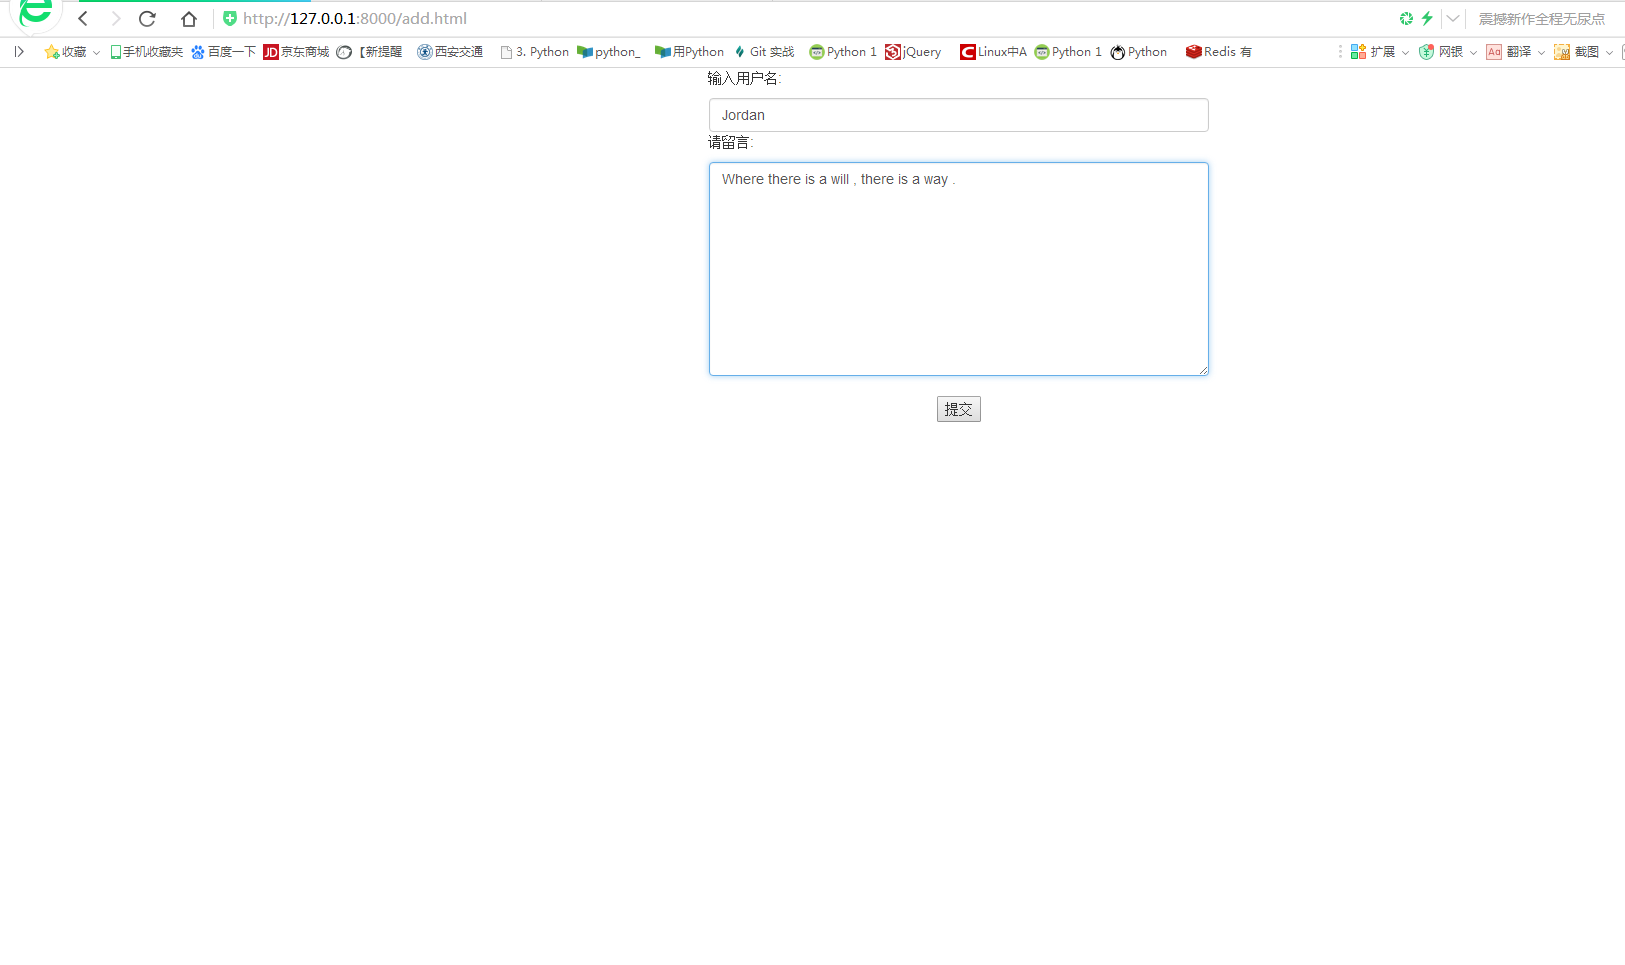 http://127.0.0.1:8000/add.html 震撼新作全程无尿点
收藏 手机收藏夹 百度一下 JD 京东商城 【新提醒 西安交通 3. Python python_ 用Python Git 实战 Python 1 jQuery Linux中A Python 1 Python Redis 有 扩展 网银 翻译 截图
输入用户名:
Jordan
请留言:
Where there is a will , there is a way .
提交